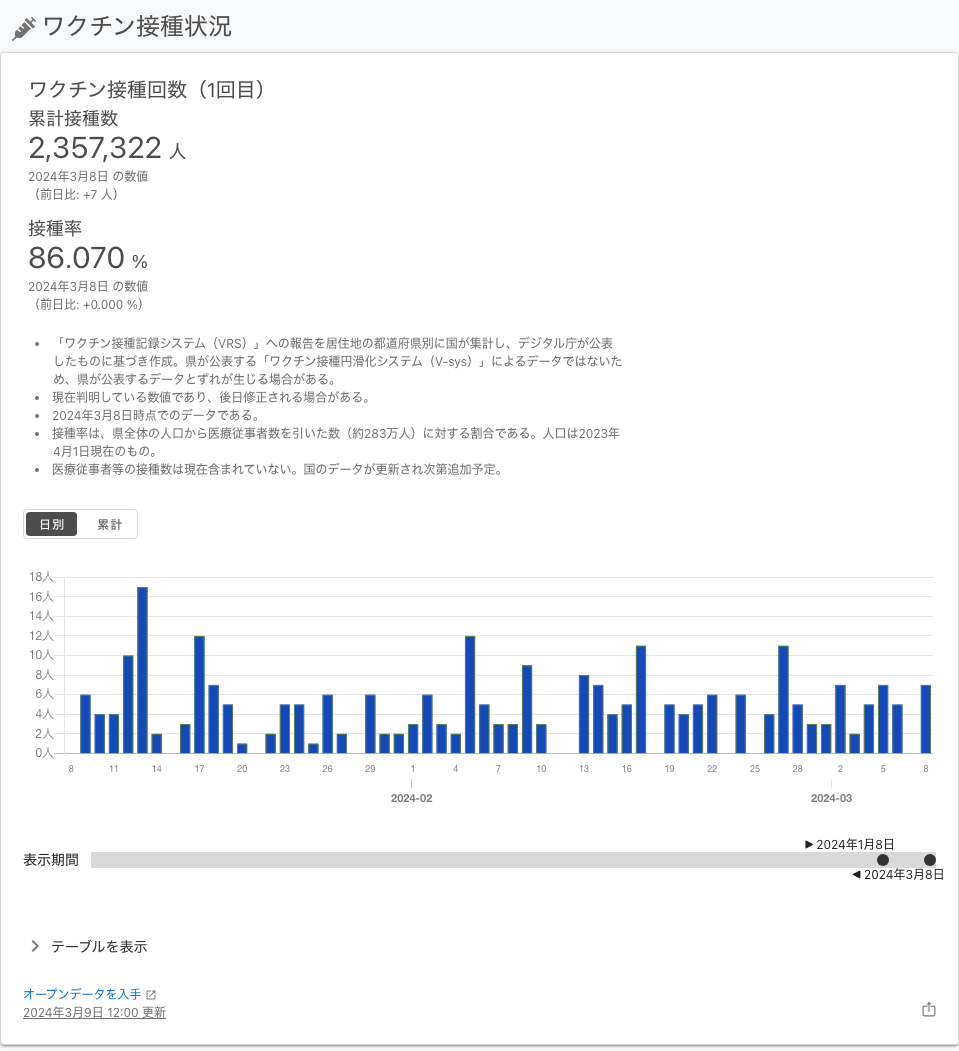 ワクチン接種状況
ワクチン接種回数（1回目）
累計接種数
2,357,322 人
2024年3月8日 の数値
（前日比: +7 人）
接種率
86.070 %
2024年3月8日 の数値
（前日比: +0.000 %）
「ワクチン接種記録システム（VRS）」への報告を居住地の都道府県別に国が集計し、デジタル庁が公表
したものに基づき作成。県が公表する「ワクチン接種円滑化システム（V-sys）」によるデータではないた
め、県が公表するデータとずれが生じる場合がある。
現在判明している数値であり、後日修正される場合がある。
2024年3月8日時点でのデータである。
接種率は、県全体の人口から医療従事者数を引いた数（約283万人）に対する割合である。人口は2023年
4月1日現在のもの。
医療従事者等の接種数は現在含まれていない。国のデータが更新され次第追加予定。
日別 累計
18人
16人
14人
12人
10人
8人
6人
4人
2人
0人
8 11 14 17 20 23 26 29 1 4 7 10 13 16 19 22 25 28 2 5 8
2024-02 2024-03
▶ 2024年1月8日
表示期間
◀ 2024年3月8日
テーブルを表示
オープンデータを入手
2024年3月9日 12:00 更新